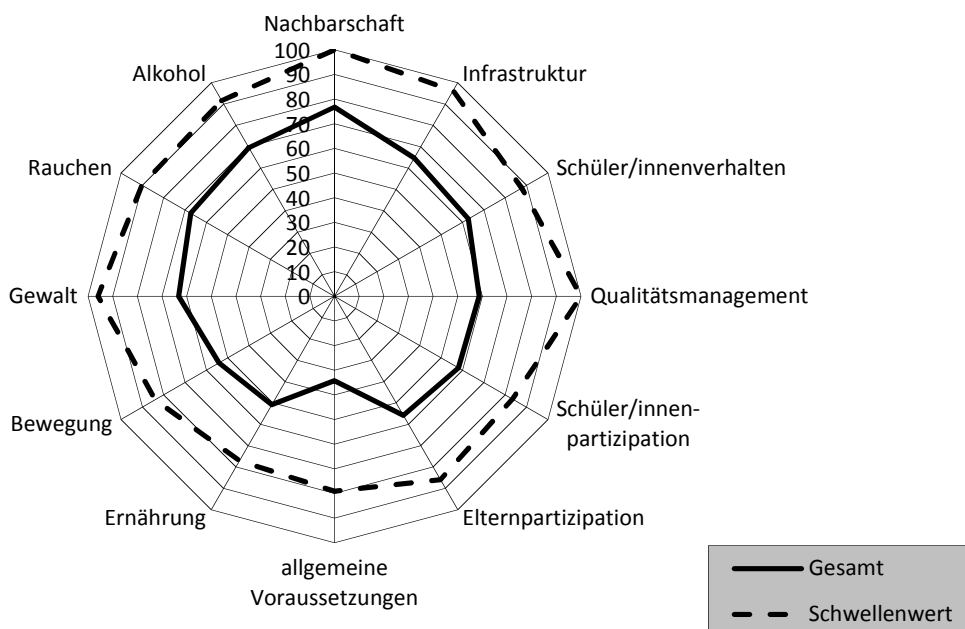 Nachbarschaft
100
90
80
70
60
50
40
30
20
10
0
Infrastruktur
Schüler/innenverhalten
Qualitätsmanagement
Schüler/innen-
partizipation
Elternpartizipation
allgemeine
Voraussetzungen
Ernährung
Bewegung
Gewalt
Rauchen
Alkohol
Gesamt
Schwellenwert